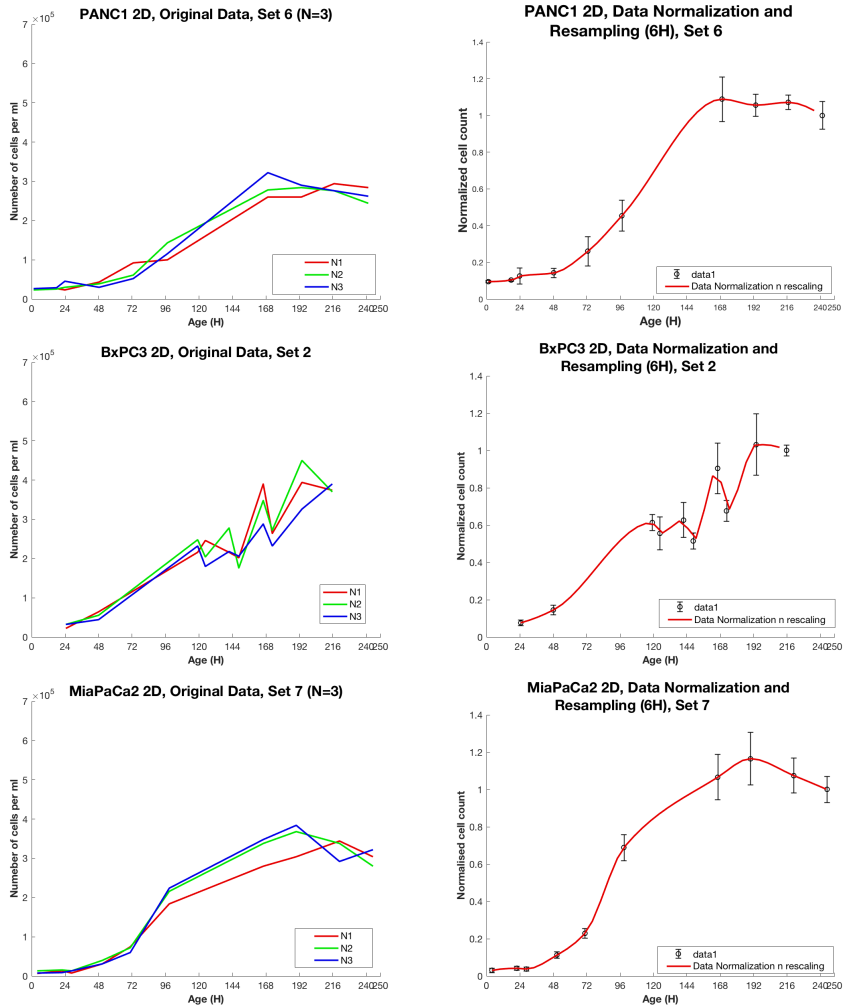 PANC1 2D, Original Data, Set 6 (N=3)
×10⁵
7
6
5
4
3
2
1
0
Numeber of cells per ml
0 24 48 72 96 120 144 168 192 216 240 250
Age (H)
N1
N2
N3
PANC1 2D, Data Normalization and
Resampling (6H), Set 6
1.4
1.2
1
0.8
0.6
0.4
0.2
0
Normalized cell count
0 24 48 72 96 168 144 168 192 216 240 250
Age (H)
data1
Data Normalization n rescaling
BxPC3 2D, Original Data, Set 2
×10⁵
7
6
5
4
3
2
1
0
Numeber of cells per ml
0 24 48 72 96 120 144 168 192 216 240 250
Age (H)
N1
N2
N3
BxPC3 2D, Data Normalization and
Resampling (6H), Set 2
1.4
1.2
1
0.8
0.6
0.4
0.2
0
Normalized cell count
0 24 48 72 96 168 144 168 192 216 240 250
Age (H)
data1
Data Normalization n rescaling
MiaPaCa2 2D, Original Data, Set 7 (N=3)
×10⁵
7
6
5
4
3
2
1
0
Numeber of cells per ml
0 24 48 72 96 120 144 168 192 216 240 250
Age (H)
N1
N2
N3
MiaPaCa2 2D, Data Normalization and
Resampling (6H), Set 7
1.4
1.2
1
0.8
0.6
0.4
0.2
0
Normalised cell count
0 24 48 72 96 168 144 168 192 216 240 250
Age (H)
data1
Data Normalization n rescaling